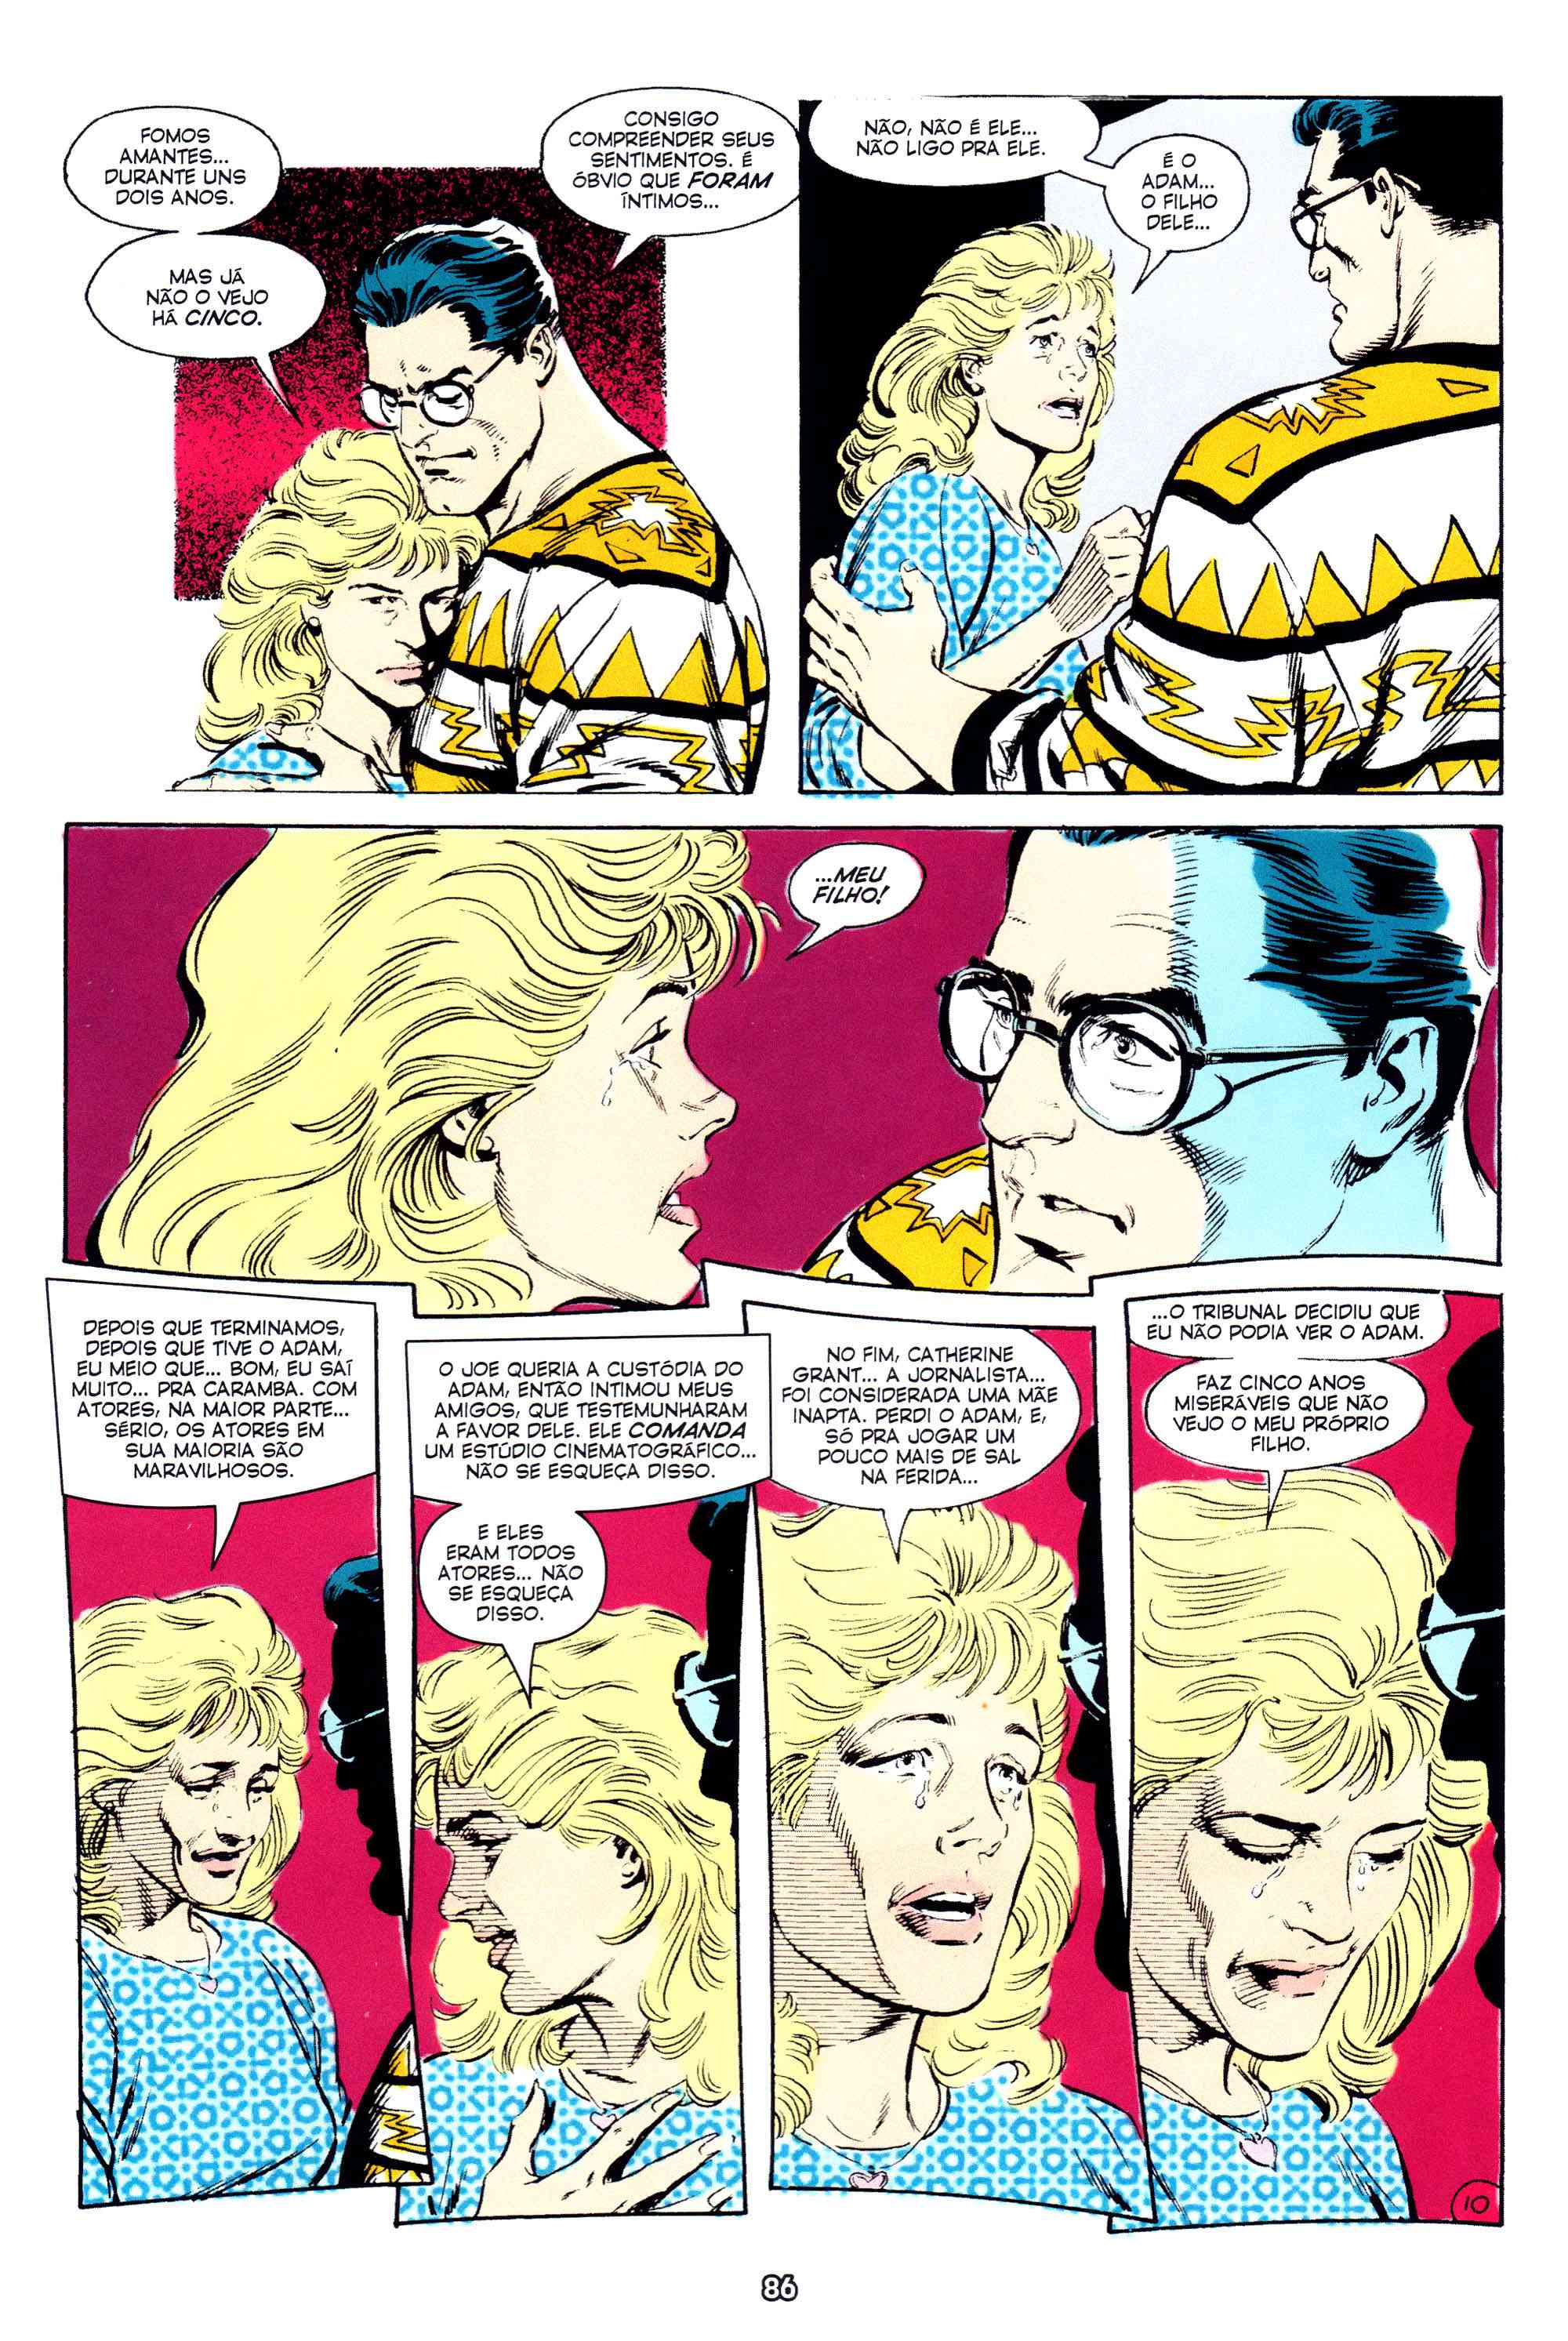 FOMOS
AMANTES...
DURANTE UNS
DOIS ANOS.
MAS JÁ
NÃO O VEJO
HÁ CINCO.
CONSIGO
COMPREENDER SEUS
SENTIMENTOS. É
ÓBVIO QUE FORAM
ÍNTIMOS...
NÃO, NÃO É ELE...
NÃO LIGO PRA ELE.
É O
ADAM...
O FILHO
DELE...
...MEU
FILHO!
DEPOIS QUE TERMINAMOS,
DEPOIS QUE TIVE O ADAM,
EU MEIO QUE... BOM, EU SAÍ
MUITO... PRA CARAMBA. COM
ATORES, NA MAIOR PARTE...
SÉRIO, OS ATORES EM
SUA MAIORIA SÃO
MARAVILHOSOS.
O JOE QUERIA A CUSTÓDIA DO
ADAM, ENTÃO INTIMOU MEUS
AMIGOS, QUE TESTEMUNHARAM
A FAVOR DELE. ELE COMANDA
UM ESTÚDIO CINEMATOGRÁFICO...
NÃO SE ESQUEÇA DISSO.
E ELES
ERAM TODOS
ATORES... NÃO
SE ESQUEÇA
DISSO.
NO FIM, CATHERINE
GRANT... A JORNALISTA...
FOI CONSIDERADA UMA MÃE
INAPTA. PERDI O ADAM, E,
SÓ PRA JOGAR UM
POUCO MAIS DE SAL
NA FERIDA...
...O TRIBUNAL DECIDIU QUE
EU NÃO PODIA VER O ADAM.
FAZ CINCO ANOS
MISERÁVEIS QUE NÃO
VEJO O MEU PRÓPRIO
FILHO.
10
86